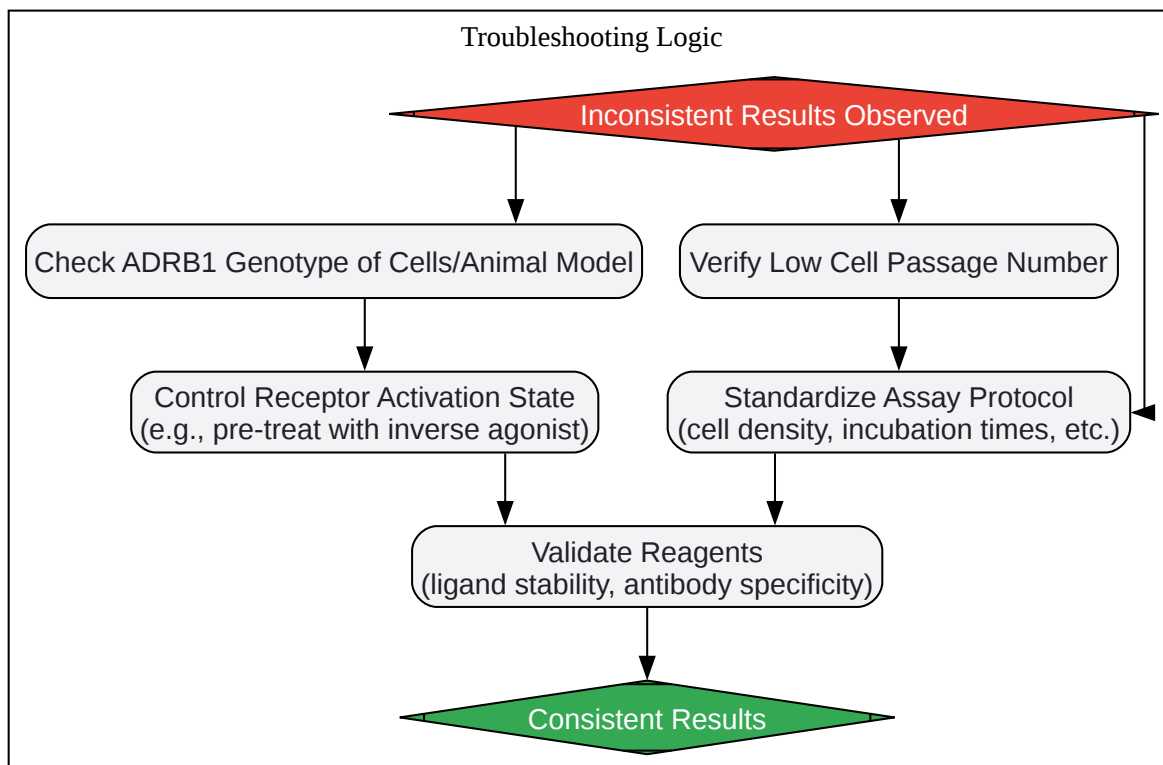 Troubleshooting Logic
Inconsistent Results Observed
Check ADRB1 Genotype of Cells/Animal Model
Verify Low Cell Passage Number
Control Receptor Activation State
(e.g., pre-treat with inverse agonist)
Standardize Assay Protocol
(cell density, incubation times, etc.)
Validate Reagents
(ligand stability, antibody specificity)
Consistent Results